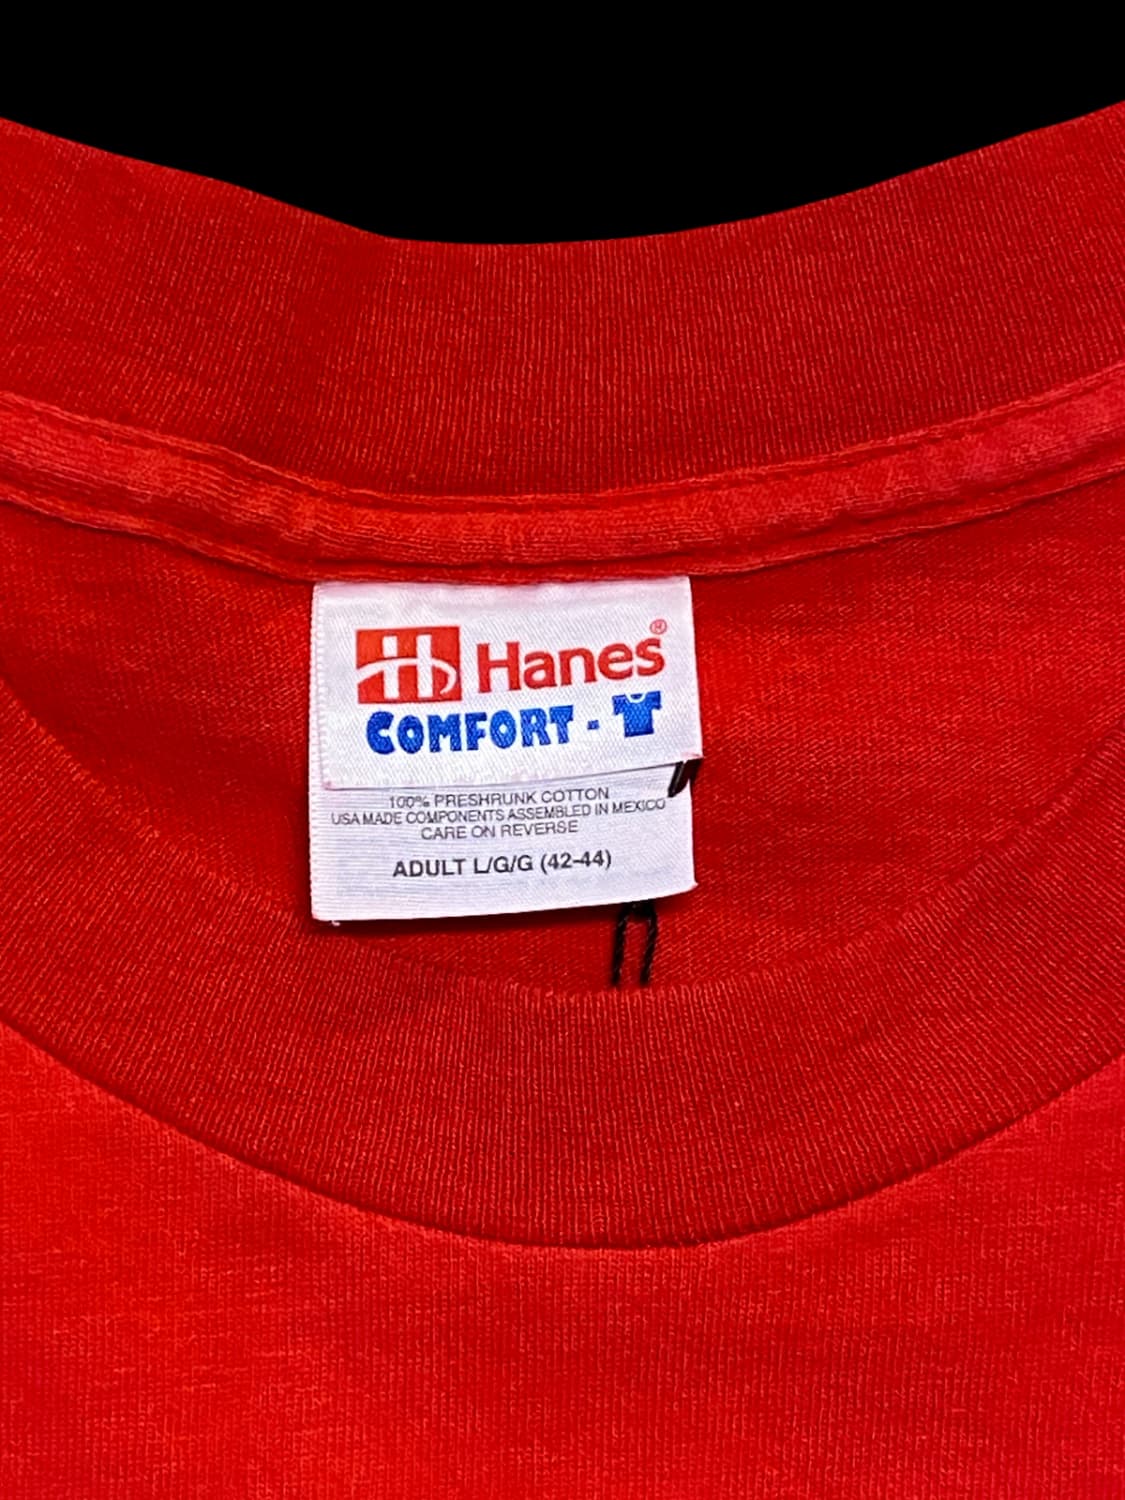 H Hanes®
COMFORT -
100% PRESHRUNK COTTON
USA MADE COMPONENTS ASSEMBLED IN MEXICO
CARE ON REVERSE
ADULT L/G/G (42-44)